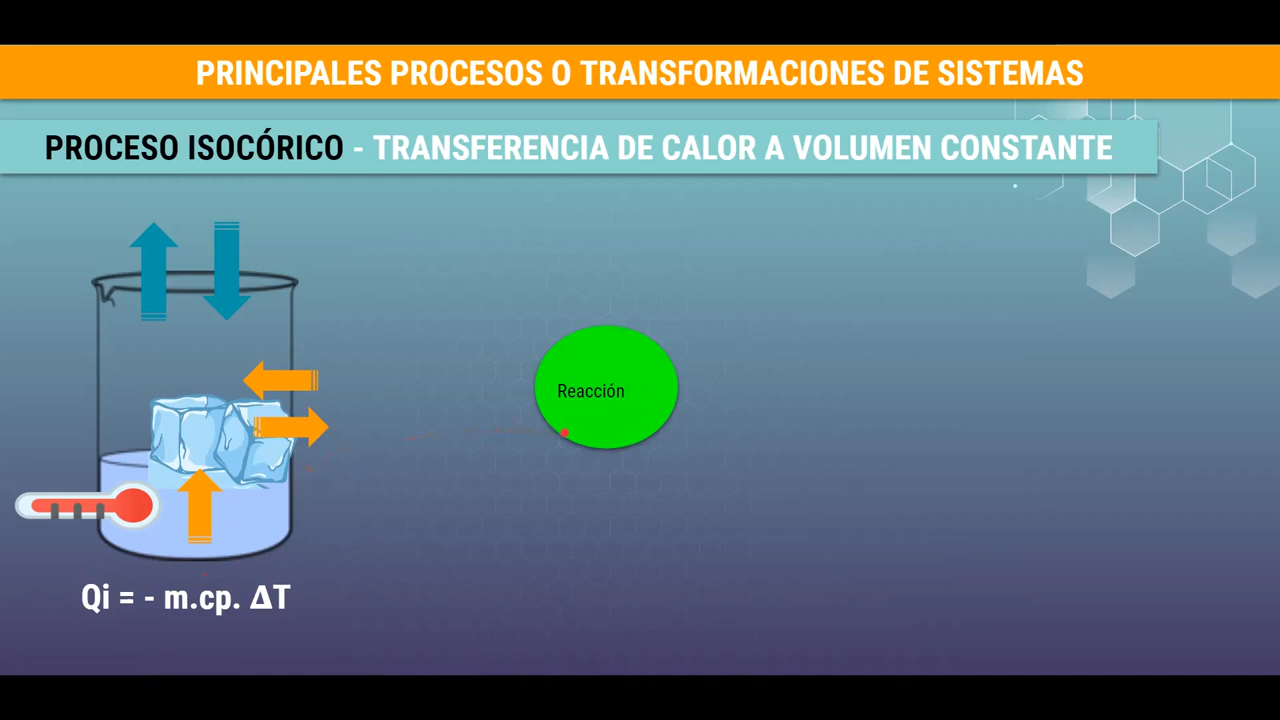 PRINCIPALES PROCESOS O TRANSFORMACIONES DE SISTEMAS
PROCESO ISOCÓRICO - TRANSFERENCIA DE CALOR A VOLUMEN CONSTANTE
Reacción
Qi = - m.cp. ΔT